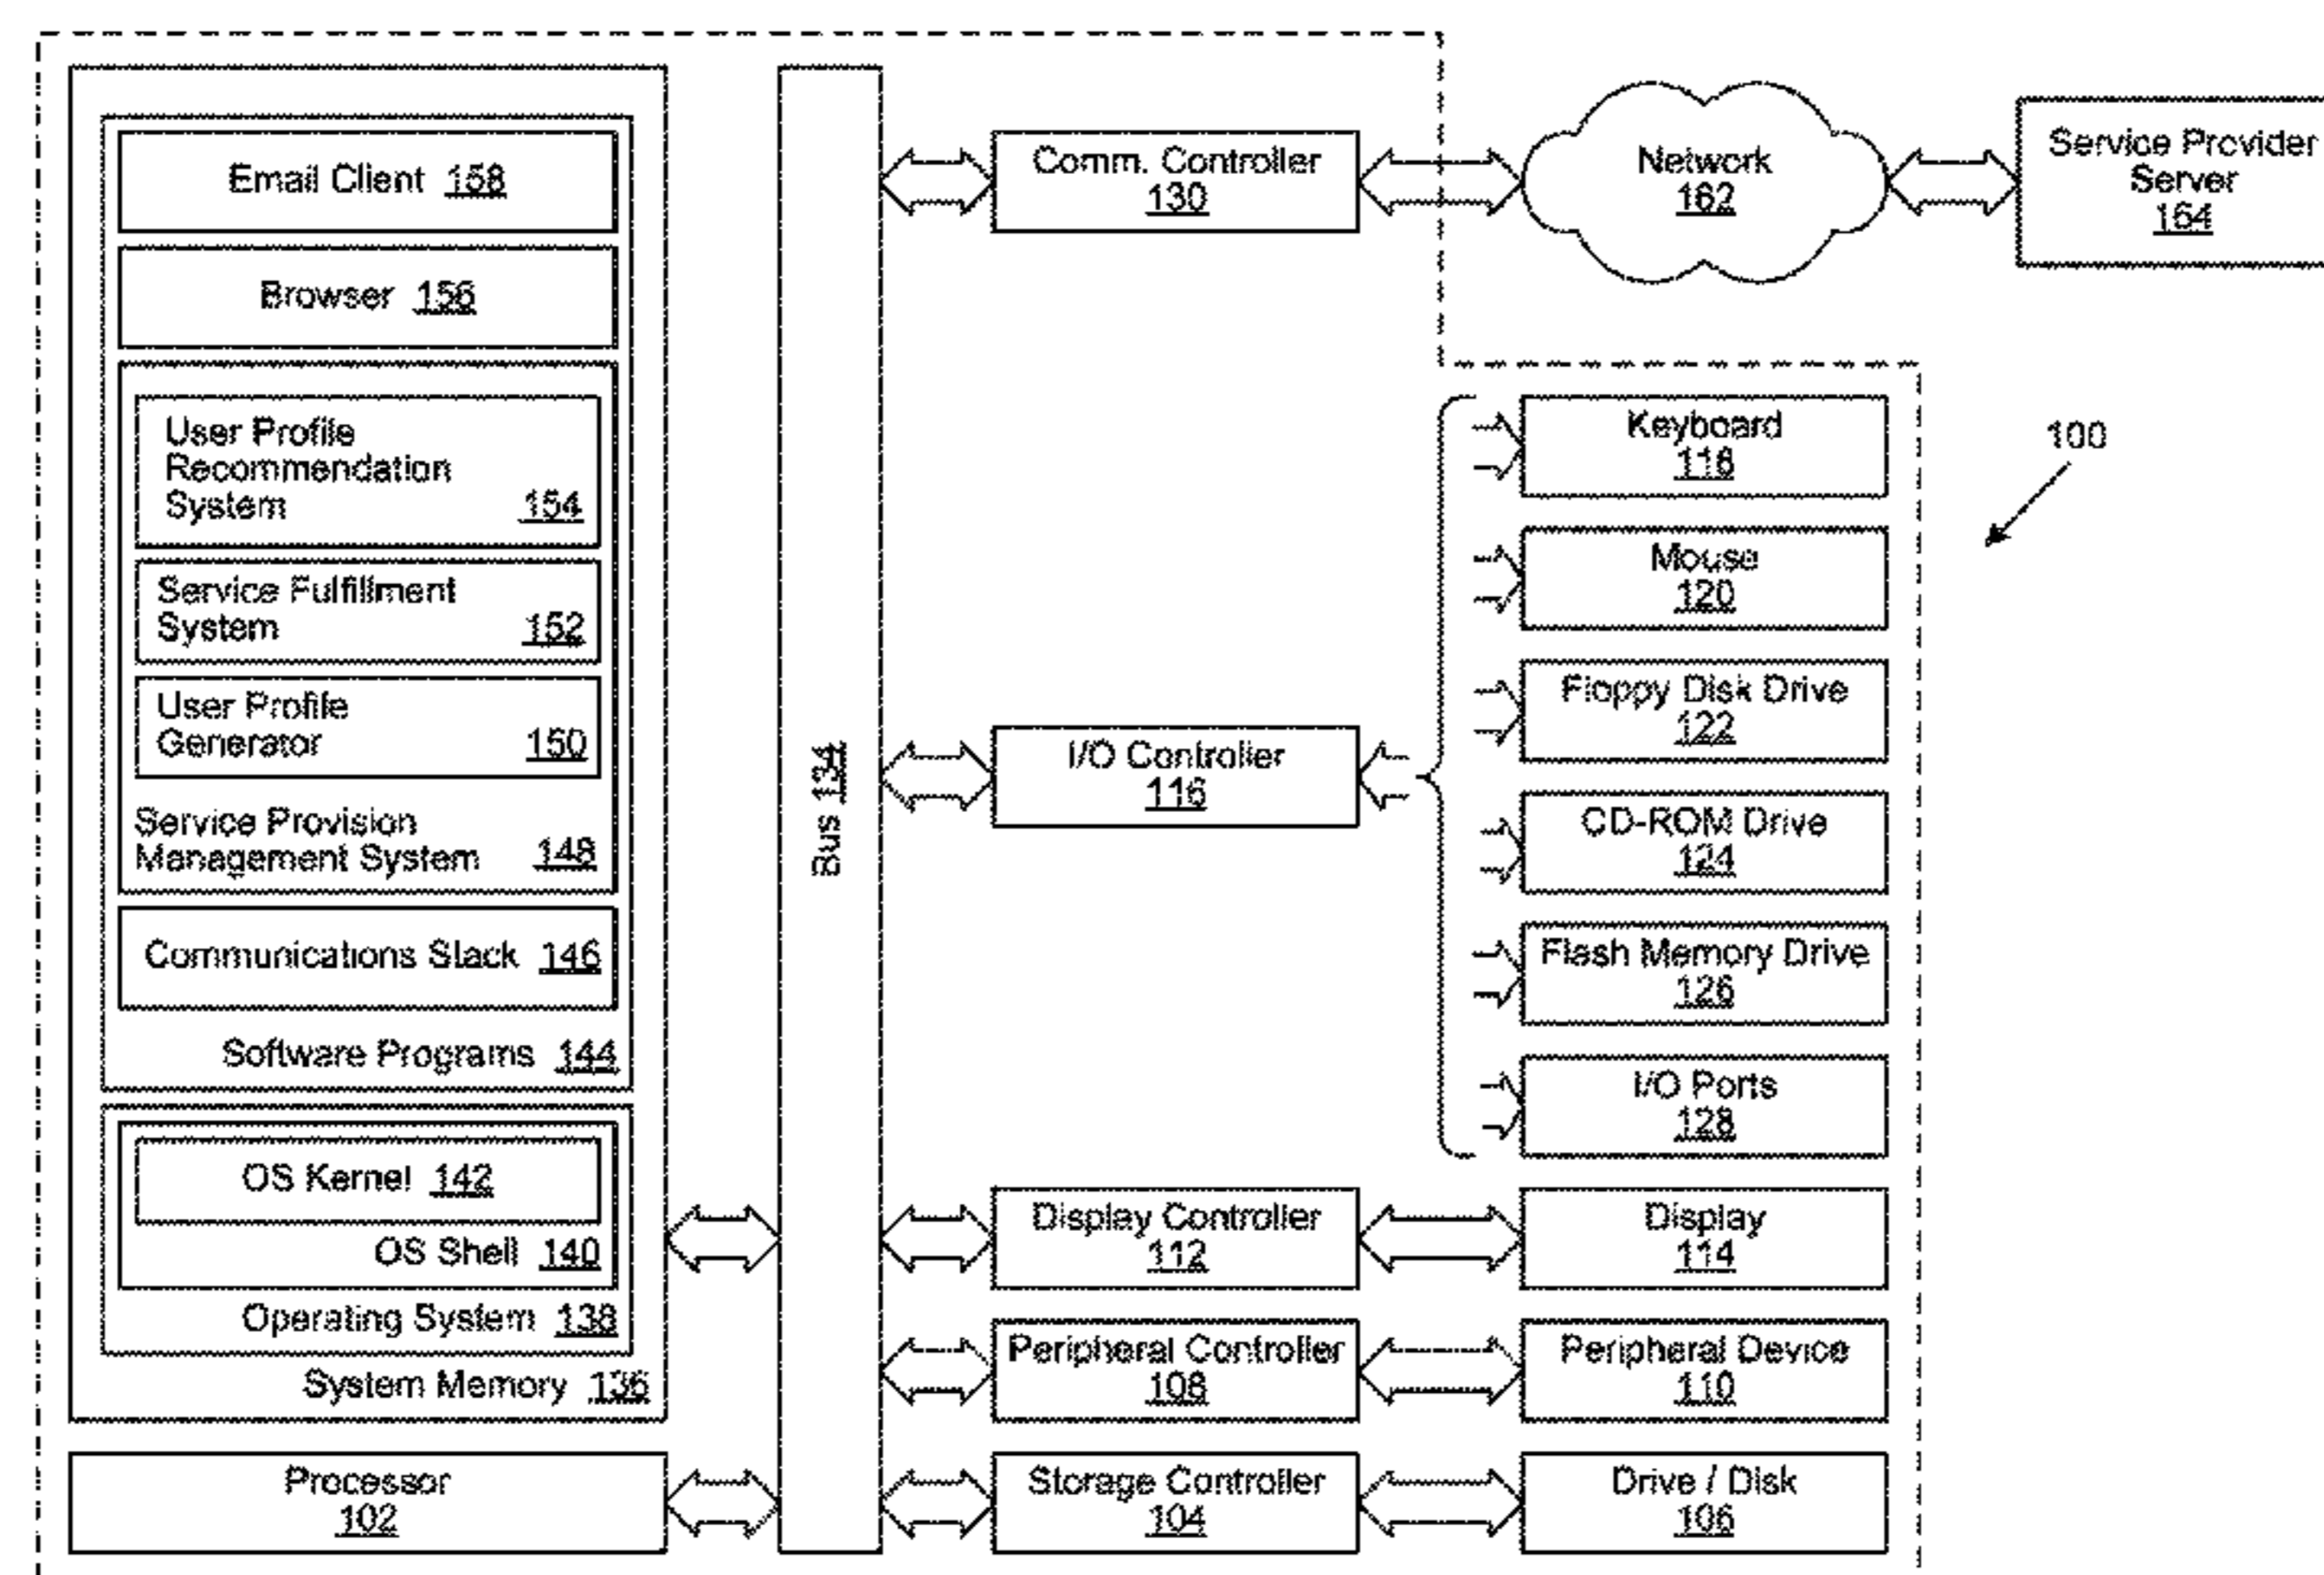 Email Client 158
Browser 156
User Profile
Recommendation
System 154
Service Fulfillment
System 152
User Profile
Generator 150
Service Provision
Management System 148
Communications Stack 146
Software Programs 144
OS Kernel 142
OS Shell 140
Operating System 138
System Memory 136
Processor
102
Bus 134
Comm. Controller
130
I/O Controller
116
Display Controller
112
Peripheral Controller
108
Storage Controller
104
Network
162
Service Provider
Server
164
Keyboard
118
Mouse
120
Floppy Disk Drive
122
CD-ROM Drive
124
Flash Memory Drive
126
I/O Ports
128
Display
114
Peripheral Device
110
Drive / Disk
106
100